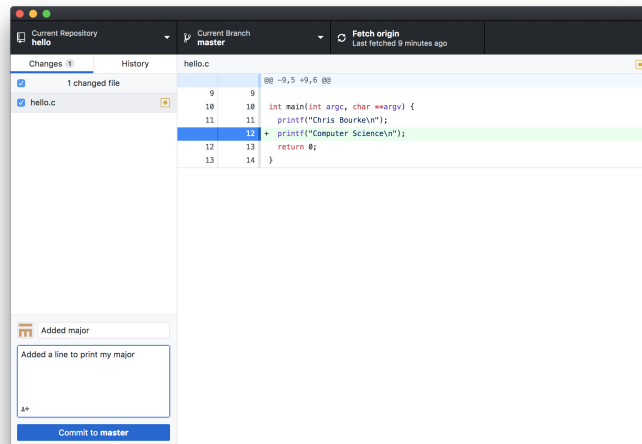 Current Repository
hello
Current Branch
master
Fetch origin
Last fetched 9 minutes ago
Changes 1
History
hello.c
1 changed file
hello.c
@@ -9,5 +9,6 @@
9 9
10 10 int main(int argc, char **argv) {
11 11 printf("Chris Bourke\n");
12 + printf("Computer Science\n");
12 13 return 0;
13 14 }
Added major
Added a line to print my major
A+
Commit to master